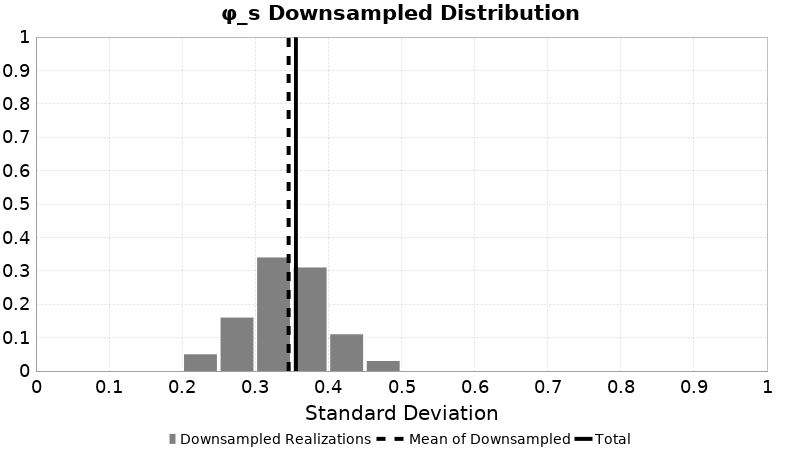 φ_s Downsampled Distribution
1
0.9
0.8
0.7
0.6
0.5
0.4
0.3
0.2
0.1
0
0 0.1 0.2 0.3 0.4 0.5 0.6 0.7 0.8 0.9 1
Standard Deviation
Downsampled Realizations Mean of Downsampled Total